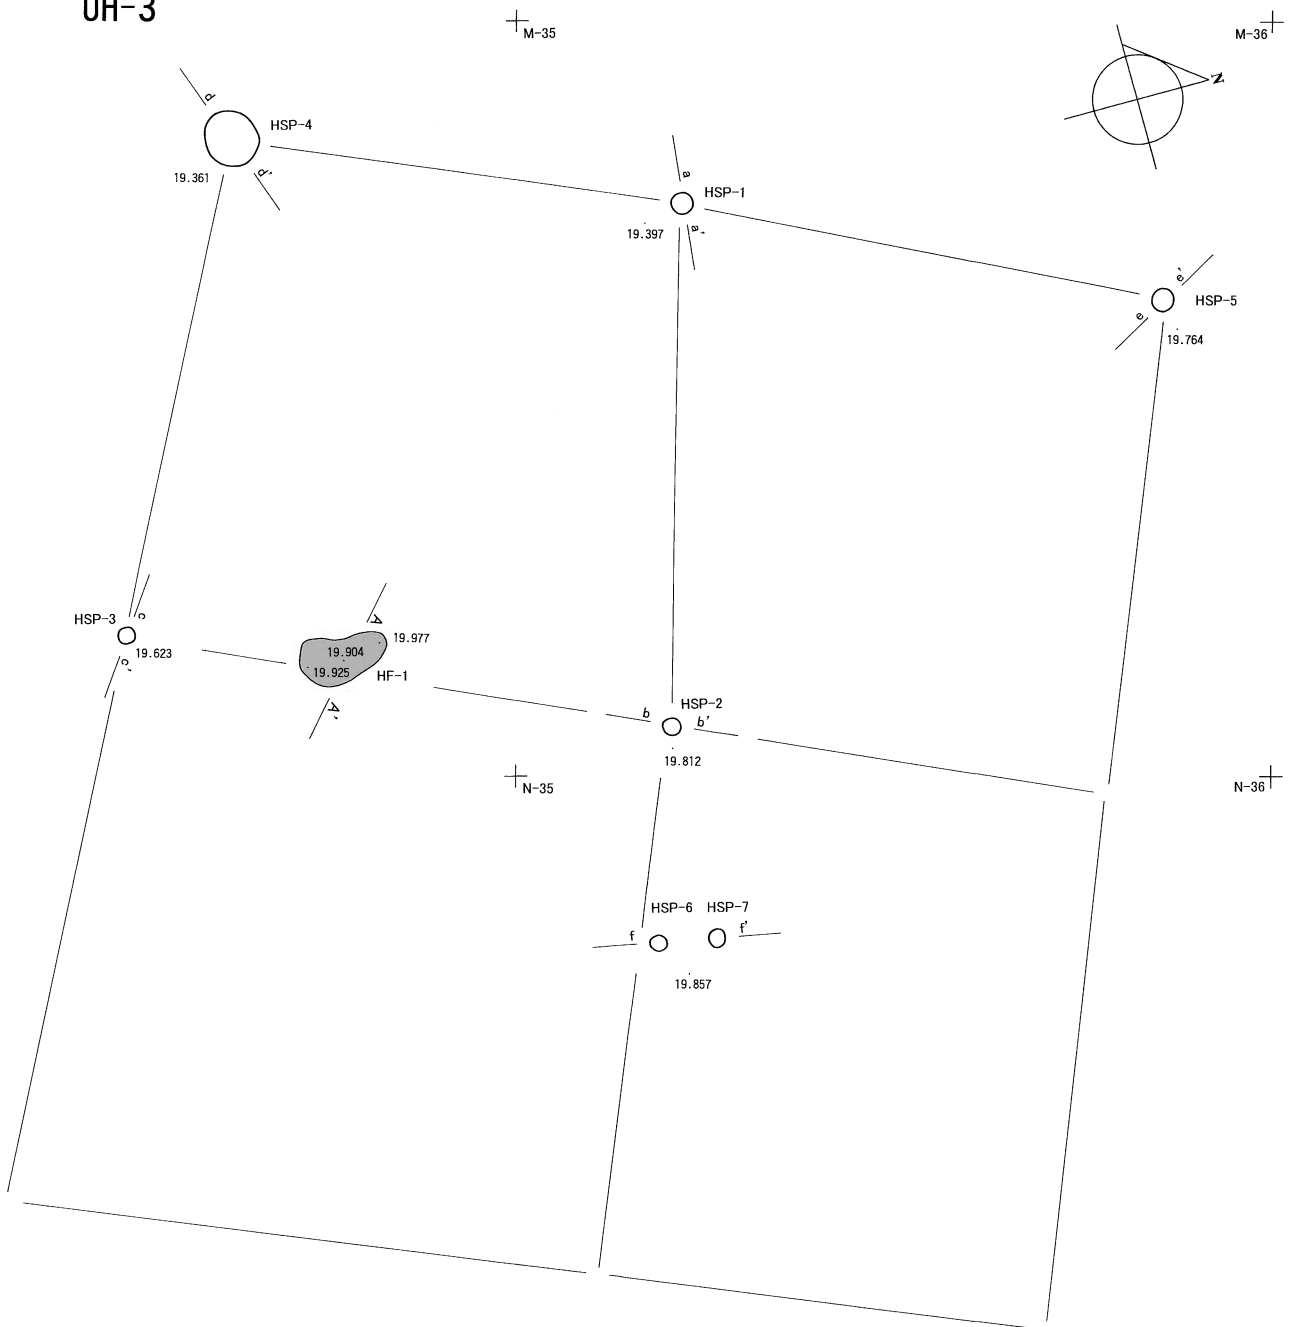 UH-3
M-35
M-36
N
d
HSP-4
d'
19.361
a
HSP-1
a'
19.397
e'
HSP-5
e
19.764
HSP-3
c
19.623
c'
A
19.977
19.904
19.925
HF-1
A'
HSP-2
b
b'
19.812
N-35
N-36
HSP-6
HSP-7
f
f'
19.857